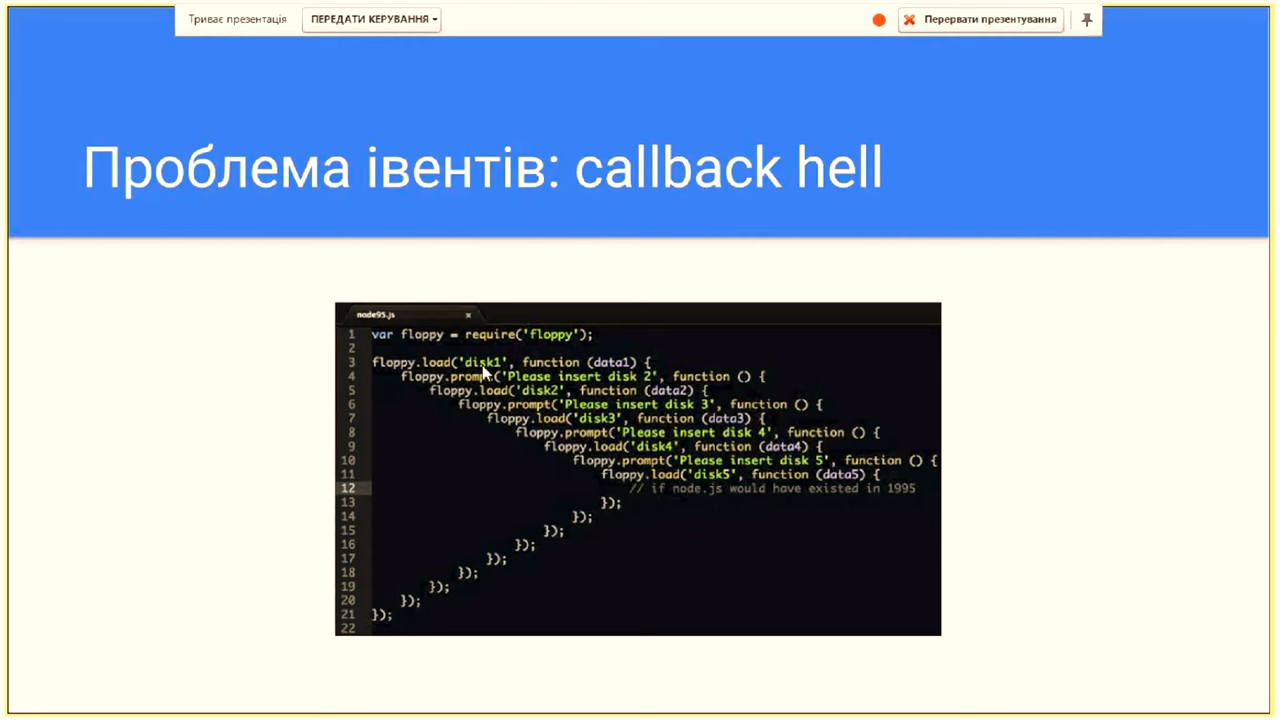 Триває презентація ПЕРЕДАТИ КЕРУВАННЯ Перервати презентування
Проблема івентів: callback hell
node95.js x
1 var floppy = require('floppy');
2
3 floppy.load('disk1', function (data1) {
4 floppy.prompt('Please insert disk 2', function () {
5 floppy.load('disk2', function (data2) {
6 floppy.prompt('Please insert disk 3', function () {
7 floppy.load('disk3', function (data3) {
8 floppy.prompt('Please insert disk 4', function () {
9 floppy.load('disk4', function (data4) {
10 floppy.prompt('Please insert disk 5', function () {
11 floppy.load('disk5', function (data5) {
12 // if node.js would have existed in 1995
13 });
14 });
15 });
16 });
17 });
18 });
19 });
20 });
21 });
22